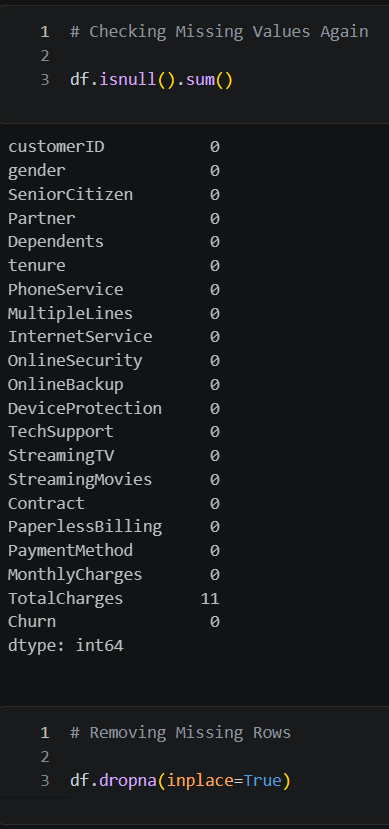 1 # Checking Missing Values Again
2
3 df.isnull().sum()
customerID 0
gender 0
SeniorCitizen 0
Partner 0
Dependents 0
tenure 0
PhoneService 0
MultipleLines 0
InternetService 0
OnlineSecurity 0
OnlineBackup 0
DeviceProtection 0
TechSupport 0
StreamingTV 0
StreamingMovies 0
Contract 0
PaperlessBilling 0
PaymentMethod 0
MonthlyCharges 0
TotalCharges 11
Churn 0
dtype: int64
1 # Removing Missing Rows
2
3 df.dropna(inplace=True)